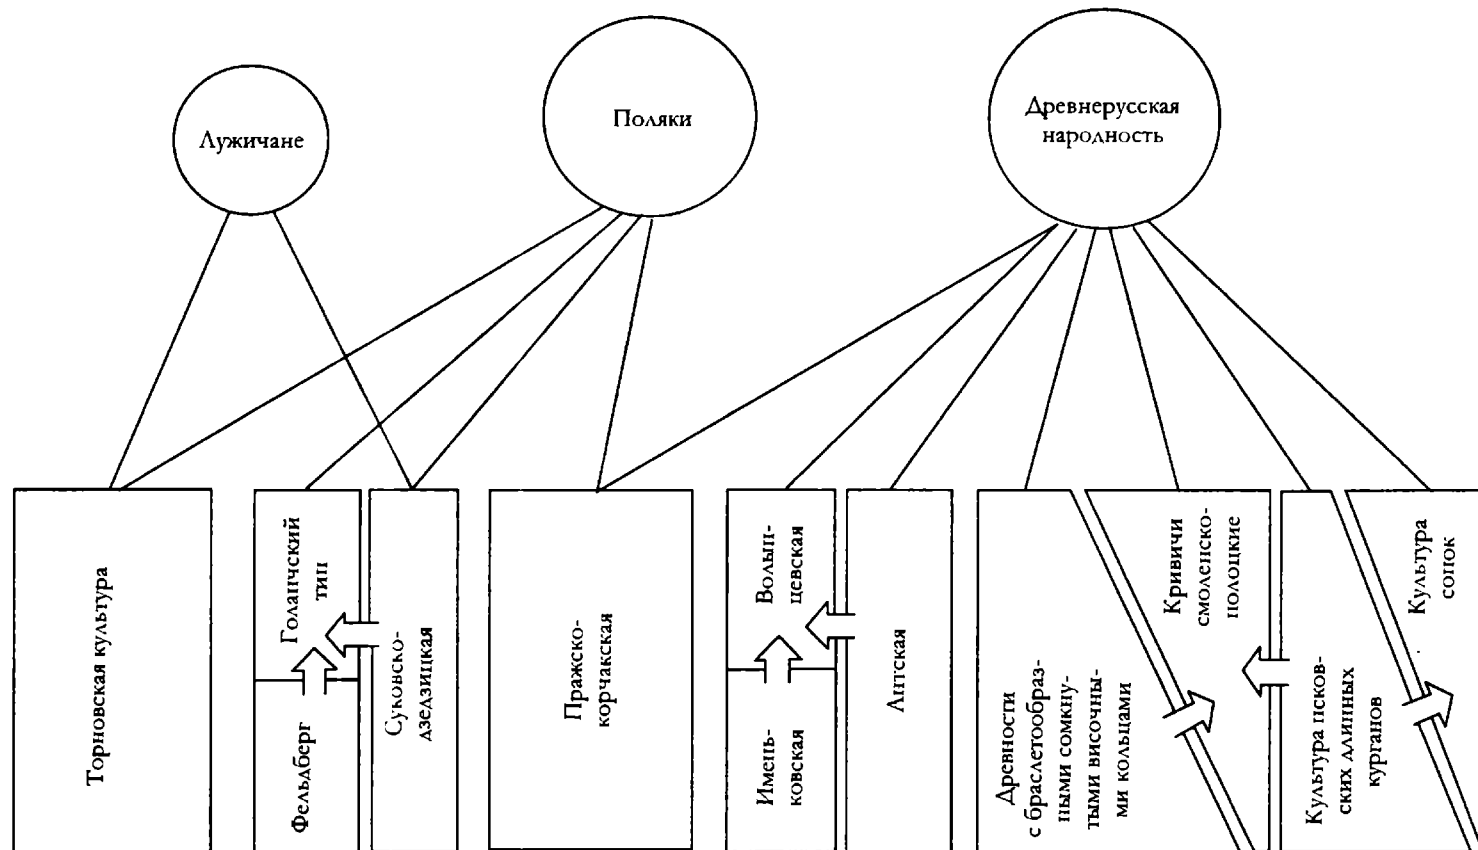 Лужичане
Поляки
Древнерусская
народность
Торновская культура
Фельдберг
Голанчский
тип
Суковско-
дзедзицкая
Пражско-
корчакская
Имень-
ковская
Волын-
цевская
Антская
Древности
с браслетообраз-
ными сомкну-
тыми височны-
ми кольцами
Кривичи
смоленско-
полоцкие
Культура псков-
ских длинных
курганов
Культура
сопок